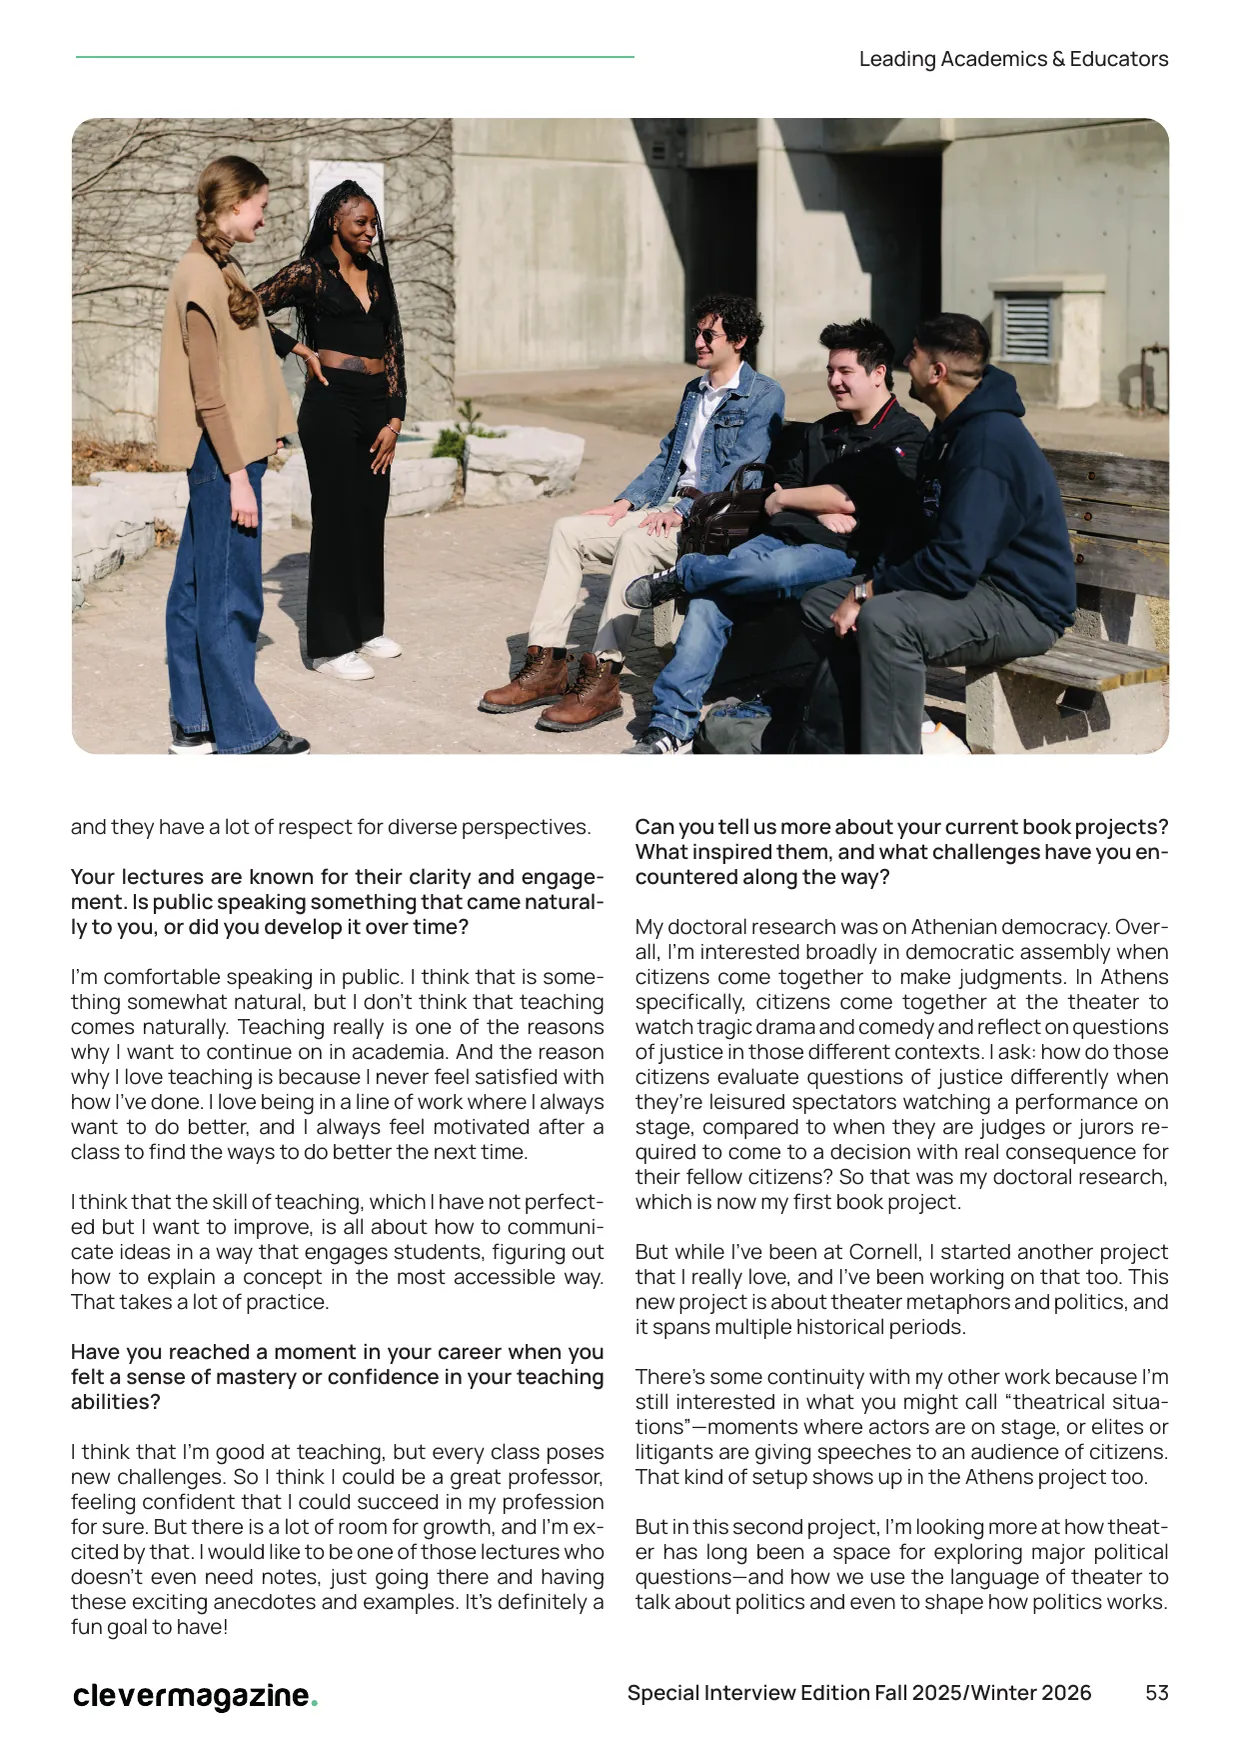 Leading Academics & Educators
and they have a lot of respect for diverse perspectives.
Your lectures are known for their clarity and engage-
ment. Is public speaking something that came natural-
ly to you, or did you develop it over time?
I'm comfortable speaking in public. I think that is some-
thing somewhat natural, but I don't think that teaching
comes naturally. Teaching really is one of the reasons
why I want to continue on in academia. And the reason
why I love teaching is because I never feel satisfied with
how I've done. I love being in a line of work where I always
want to do better, and I always feel motivated after a
class to find the ways to do better the next time.
I think that the skill of teaching, which I have not perfect-
ed but I want to improve, is all about how to communi-
cate ideas in a way that engages students, figuring out
how to explain a concept in the most accessible way.
That takes a lot of practice.
Have you reached a moment in your career when you
felt a sense of mastery or confidence in your teaching
abilities?
I think that I'm good at teaching, but every class poses
new challenges. So I think I could be a great professor,
feeling confident that I could succeed in my profession
for sure. But there is a lot of room for growth, and I'm ex-
cited by that. I would like to be one of those lectures who
doesn't even need notes, just going there and having
these exciting anecdotes and examples. It's definitely a
fun goal to have!
Can you tell us more about your current book projects?
What inspired them, and what challenges have you en-
countered along the way?
My doctoral research was on Athenian democracy. Over-
all, I'm interested broadly in democratic assembly when
citizens come together to make judgments. In Athens
specifically, citizens come together at the theater to
watch tragic drama and comedy and reflect on questions
of justice in those different contexts. I ask: how do those
citizens evaluate questions of justice differently when
they're leisured spectators watching a performance on
stage, compared to when they are judges or jurors re-
quired to come to a decision with real consequence for
their fellow citizens? So that was my doctoral research,
which is now my first book project.
But while I've been at Cornell, I started another project
that I really love, and I've been working on that too. This
new project is about theater metaphors and politics, and
it spans multiple historical periods.
There's some continuity with my other work because I'm
still interested in what you might call “theatrical situa-
tions”—moments where actors are on stage, or elites or
litigants are giving speeches to an audience of citizens.
That kind of setup shows up in the Athens project too.
But in this second project, I'm looking more at how theat-
er has long been a space for exploring major political
questions—and how we use the language of theater to
talk about politics and even to shape how politics works.
clevermagazine.
Special Interview Edition Fall 2025/Winter 2026
53